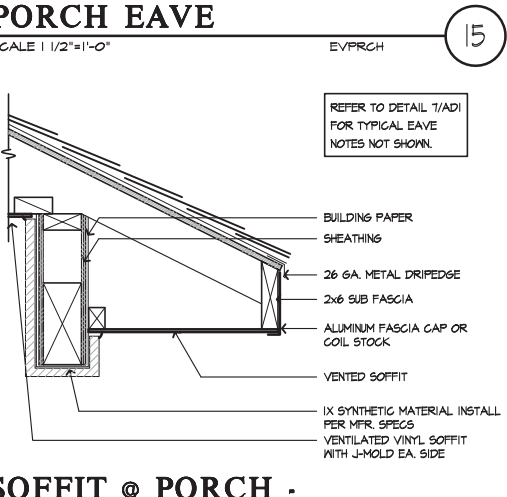 PORCH EAVE
SCALE 1 1/2"=1'-0"
EVPRCH
15
REFER TO DETAIL 7/AD1
FOR TYPICAL EAVE
NOTES NOT SHOWN.
BUILDING PAPER
SHEATHING
26 GA. METAL DRIPEDGE
2x6 SUB FASCIA
ALUMINUM FASCIA CAP OR
COIL STOCK
VENTED SOFFIT
1X SYNTHETIC MATERIAL INSTALL
PER MFR. SPECS
VENTILATED VINYL SOFFIT
WITH J-MOLD EA. SIDE
SOFFIT @ PORCH -